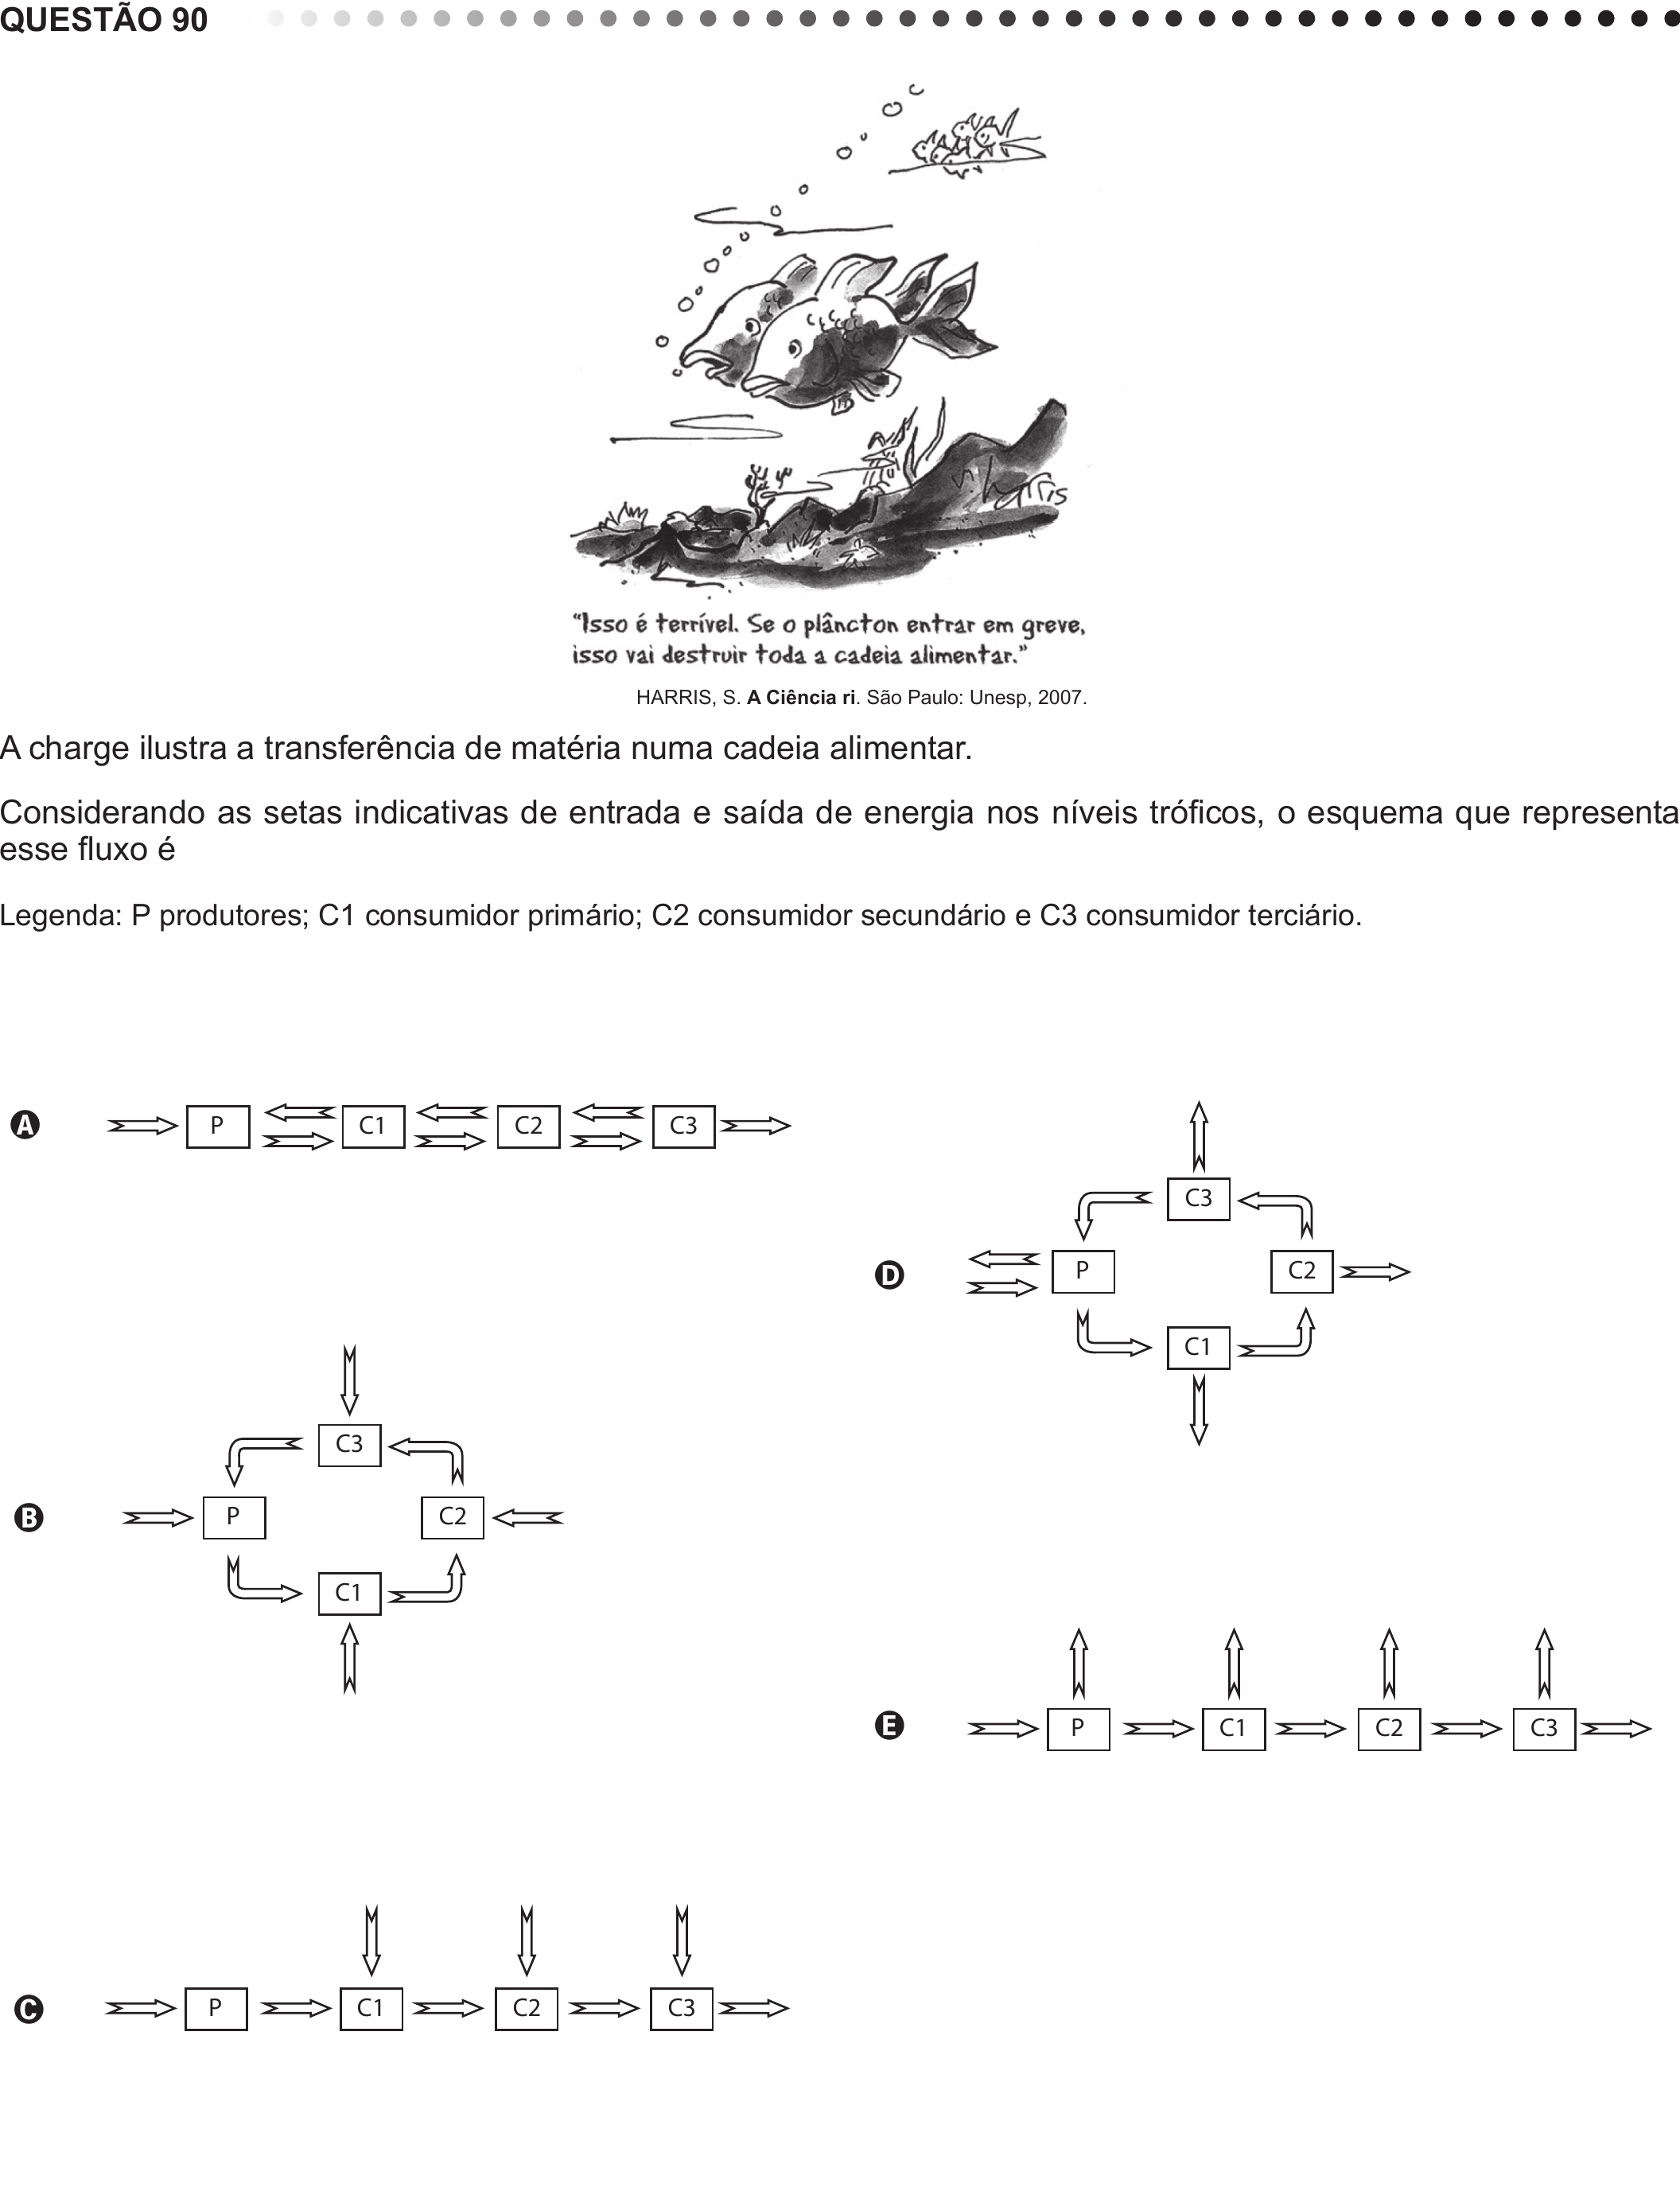 QUESTÃO 90
Harris
"Isso é terrível. Se o plâncton entrar em greve,
isso vai destruir toda a cadeia alimentar."
HARRIS, S. A Ciência ri. São Paulo: Unesp, 2007.
A charge ilustra a transferência de matéria numa cadeia alimentar.
Considerando as setas indicativas de entrada e saída de energia nos níveis tróficos, o esquema que representa
esse fluxo é
Legenda: P produtores; C1 consumidor primário; C2 consumidor secundário e C3 consumidor terciário.
A
P C1 C2 C3
B
C3
P C2
C1
C
P C1 C2 C3
D
C3
P C2
C1
E
P C1 C2 C3